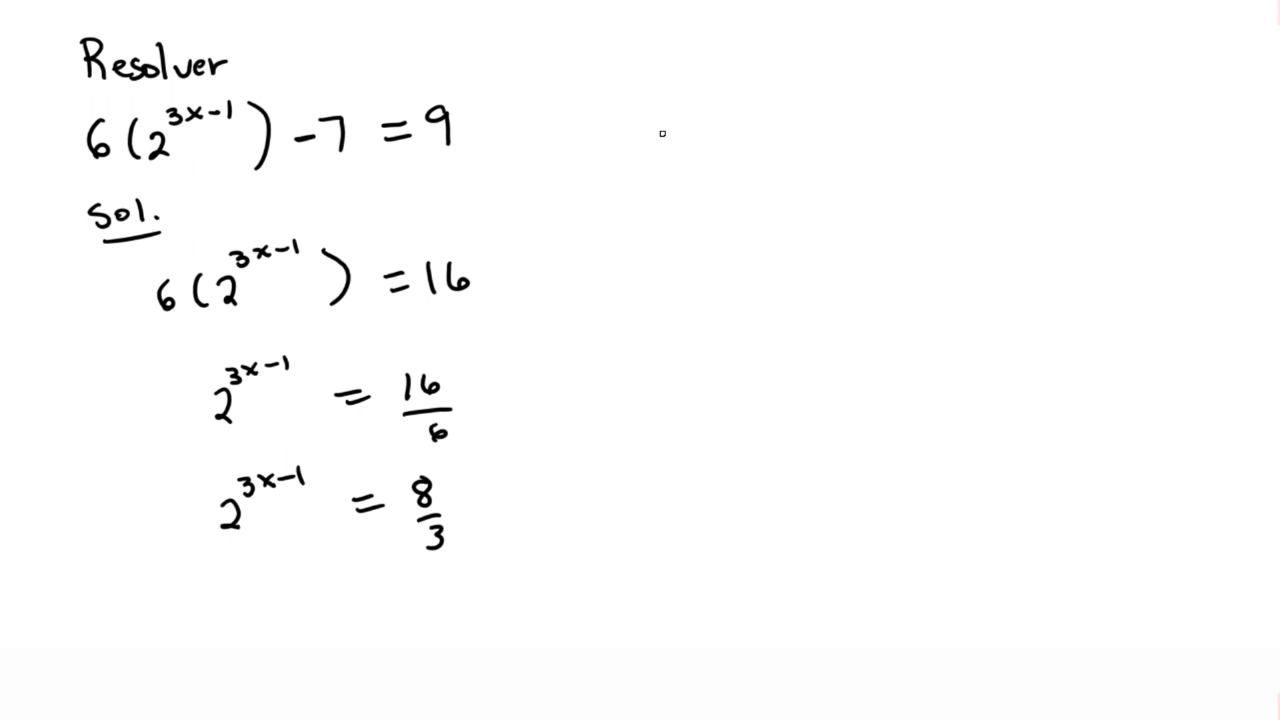 Resolver
6(2^{3x-1}) - 7 = 9
Sol.
6(2^{3x-1}) = 16
2^{3x-1} = 16/6
2^{3x-1} = 8/3